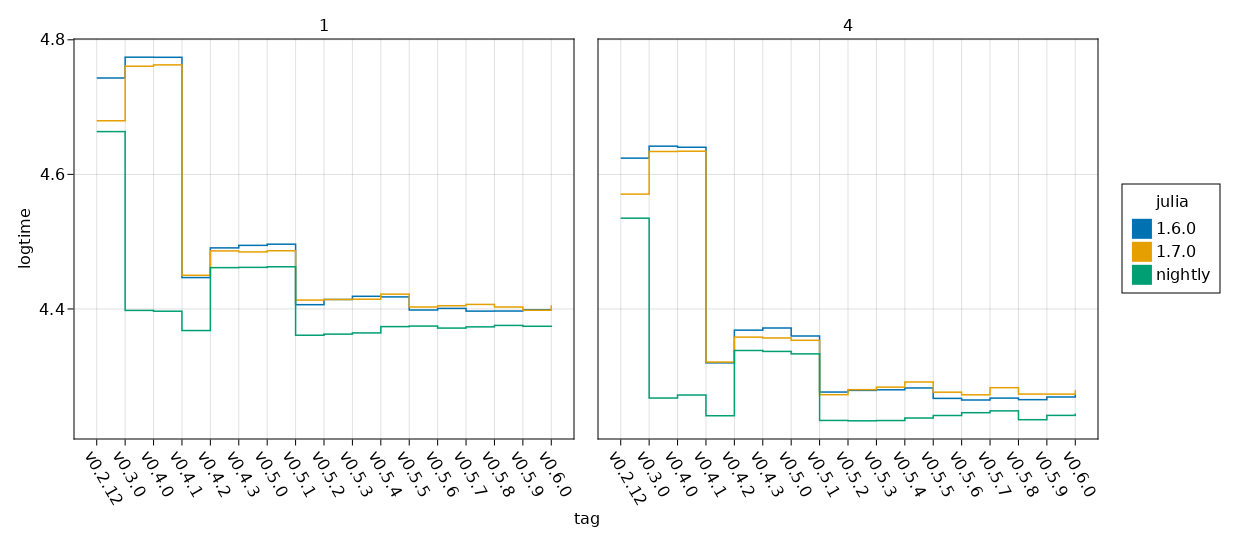 1
4
4.8
4.6
4.4
logtime
v0.2.12
v0.3.0
v0.4.0
v0.4.1
v0.4.2
v0.4.3
v0.5.0
v0.5.1
v0.5.2
v0.5.3
v0.5.4
v0.5.5
v0.5.6
v0.5.7
v0.5.8
v0.5.9
v0.6.0
v0.2.12
v0.3.0
v0.4.0
v0.4.1
v0.4.2
v0.4.3
v0.5.0
v0.5.1
v0.5.2
v0.5.3
v0.5.4
v0.5.5
v0.5.6
v0.5.7
v0.5.8
v0.5.9
v0.6.0
tag
julia
1.6.0
1.7.0
nightly